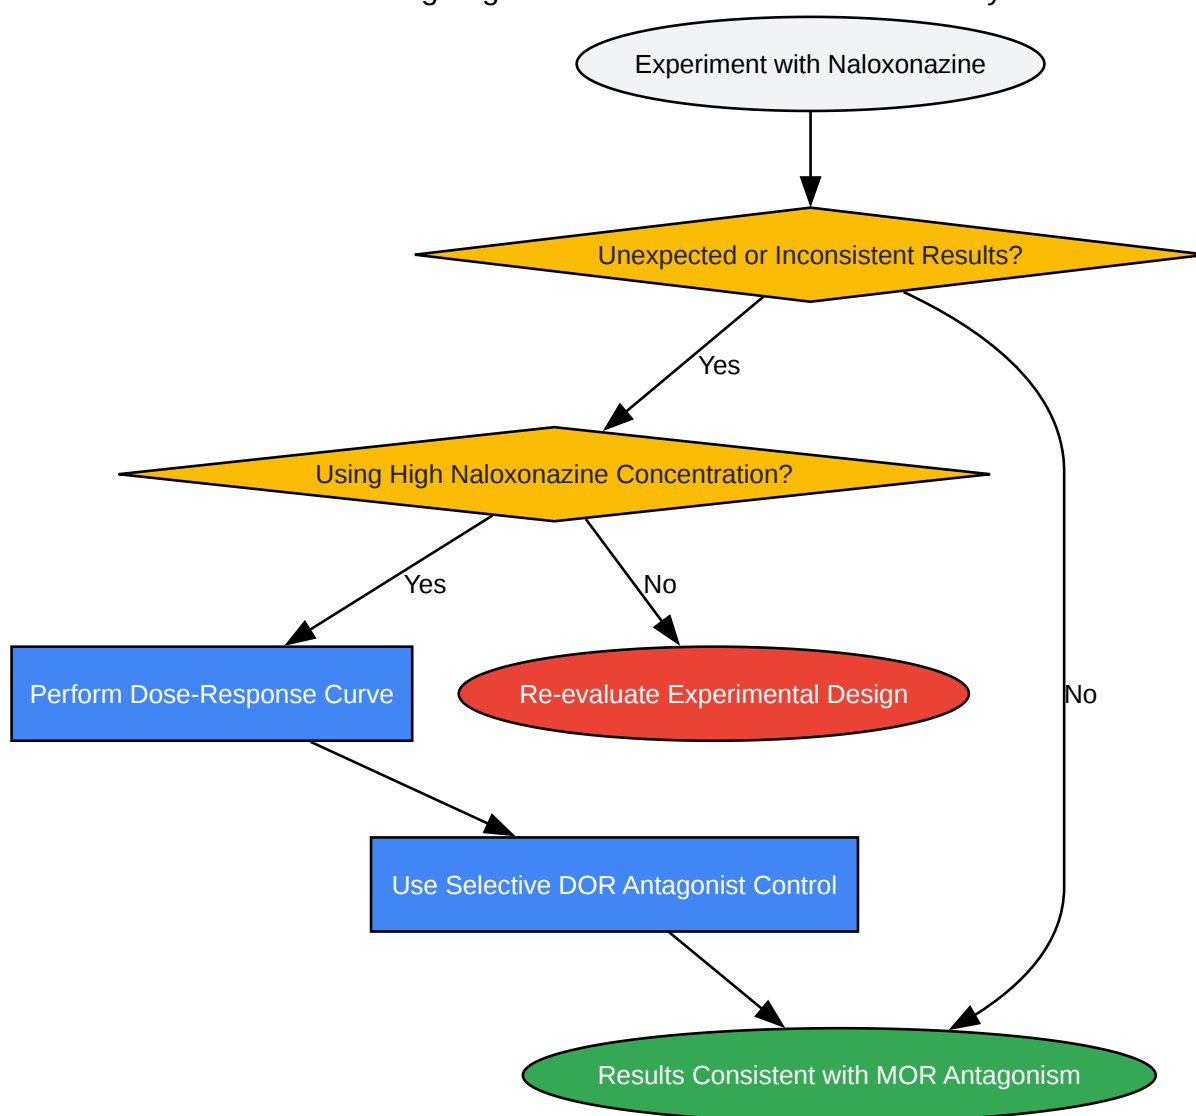 Experiment with Naloxonazine
Unexpected or Inconsistent Results?
Yes
Using High Naloxonazine Concentration?
Yes
No
Perform Dose-Response Curve
Re-evaluate Experimental Design
No
Use Selective DOR Antagonist Control
Results Consistent with MOR Antagonism